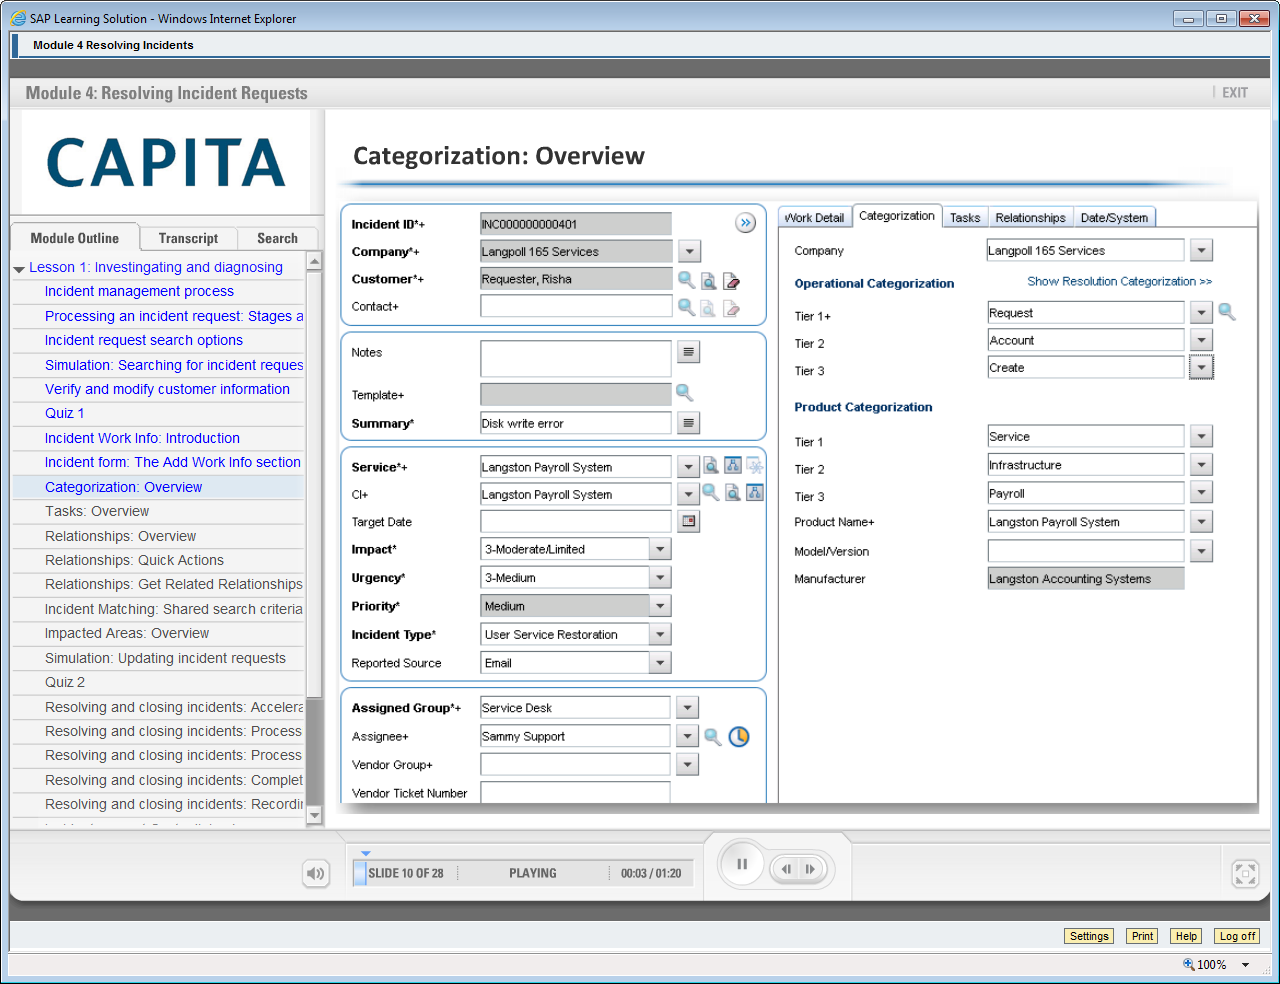 SAP Learning Solution - Windows Internet Explorer
Module 4 Resolving Incidents
Module 4: Resolving Incident Requests
EXIT
CAPITA
Module Outline
Transcript
Search
Lesson 1: Investingating and diagnosing
Incident management process
Processing an incident request: Stages a
Incident request search options
Simulation: Searching for incident reques
Verify and modify customer information
Quiz 1
Incident Work Info: Introduction
Incident form: The Add Work Info section
Categorization: Overview
Tasks: Overview
Relationships: Overview
Relationships: Quick Actions
Relationships: Get Related Relationships
Incident Matching: Shared search criteria
Impacted Areas: Overview
Simulation: Updating incident requests
Quiz 2
Resolving and closing incidents: Accelera
Resolving and closing incidents: Process
Resolving and closing incidents: Process
Resolving and closing incidents: Complet
Resolving and closing incidents: Recordin
Categorization: Overview
Incident ID*+ INC000000000401
Company*+ Langpoll 165 Services
Customer*+ Requester, Risha
Contact+
Notes
Template+
Summary* Disk write error
Service*+ Langston Payroll System
CI+ Langston Payroll System
Target Date
Impact* 3-Moderate/Limited
Urgency* 3-Medium
Priority* Medium
Incident Type* User Service Restoration
Reported Source Email
Assigned Group*+ Service Desk
Assignee+ Sammy Support
Vendor Group+
Vendor Ticket Number
Work Detail
Categorization
Tasks
Relationships
Date/System
Company Langpoll 165 Services
Operational Categorization Show Resolution Categorization >>
Tier 1+ Request
Tier 2 Account
Tier 3 Create
Product Categorization
Tier 1 Service
Tier 2 Infrastructure
Tier 3 Payroll
Product Name+ Langston Payroll System
Model/Version
Manufacturer Langston Accounting Systems
SLIDE 10 OF 28
PLAYING
00:03 / 01:20
Settings
Print
Help
Log off
100%